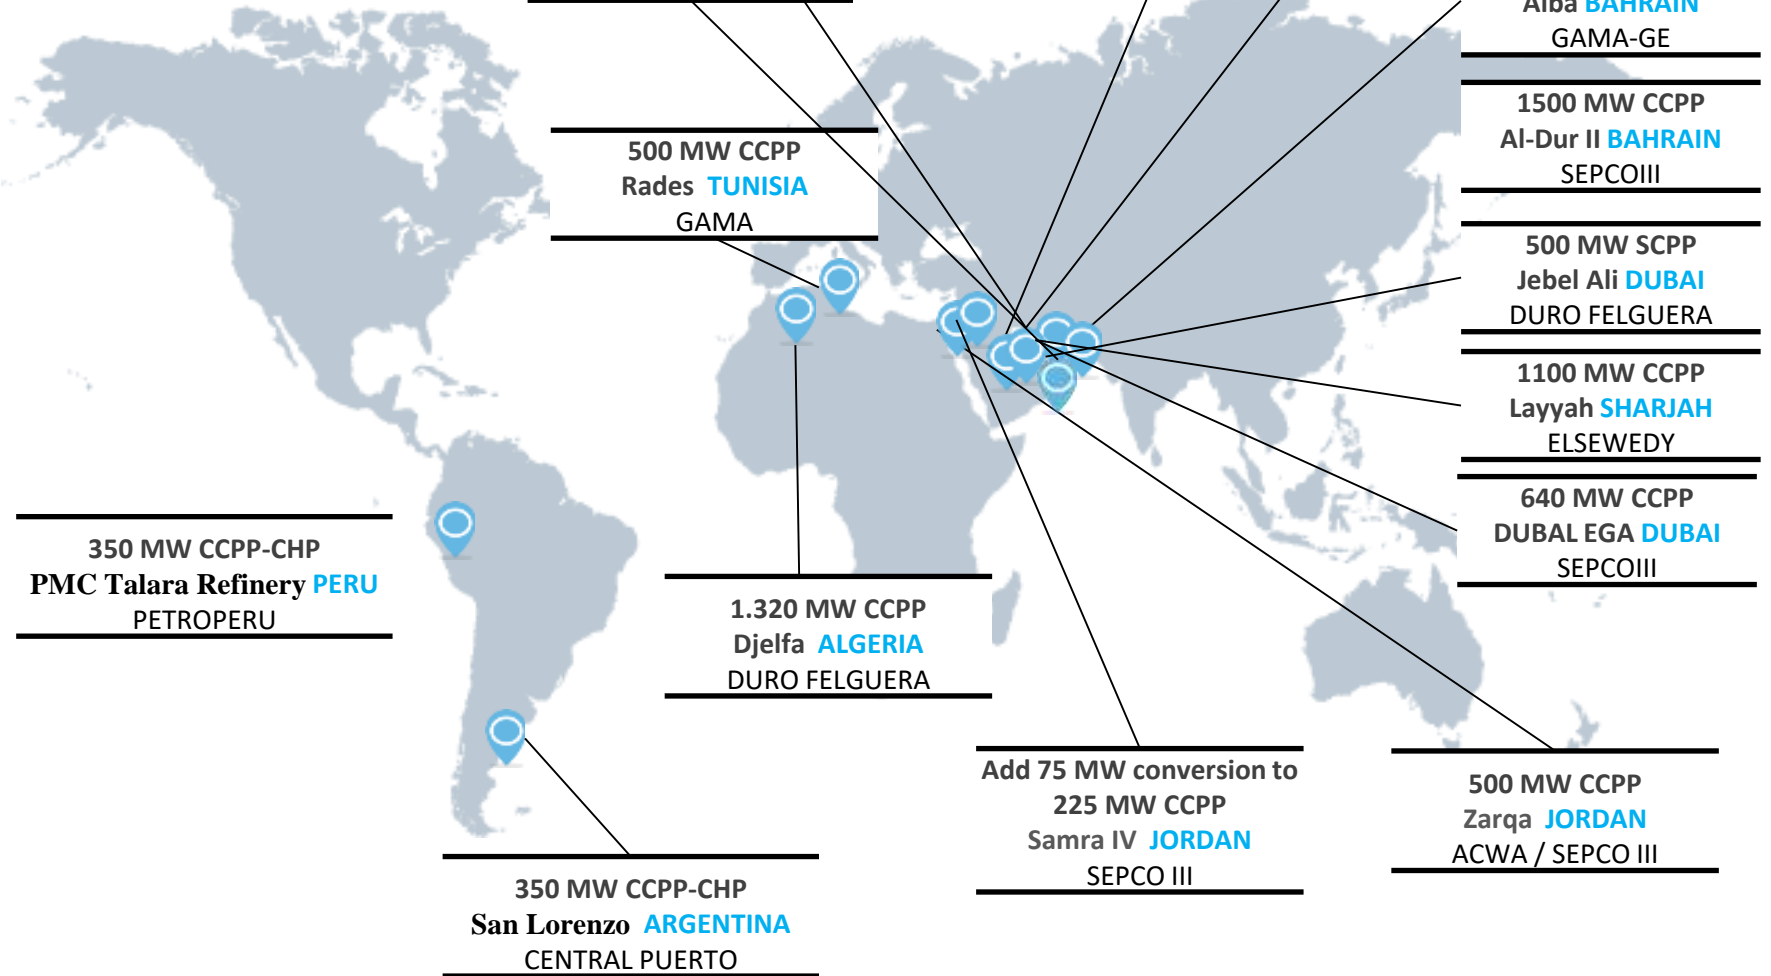 Alba BAHRAIN
GAMA-GE
1500 MW CCPP
Al-Dur II BAHRAIN
SEPCOIII
500 MW CCPP
Rades TUNISIA
GAMA
500 MW SCPP
Jebel Ali DUBAI
DURO FELGUERA
1100 MW CCPP
Layyah SHARJAH
ELSEWEDY
640 MW CCPP
DUBAL EGA DUBAI
SEPCOIII
350 MW CCPP-CHP
PMC Talara Refinery PERU
PETROPERU
1.320 MW CCPP
Djelfa ALGERIA
DURO FELGUERA
Add 75 MW conversion to
225 MW CCPP
Samra IV JORDAN
SEPCO III
500 MW CCPP
Zarqa JORDAN
ACWA / SEPCO III
350 MW CCPP-CHP
San Lorenzo ARGENTINA
CENTRAL PUERTO